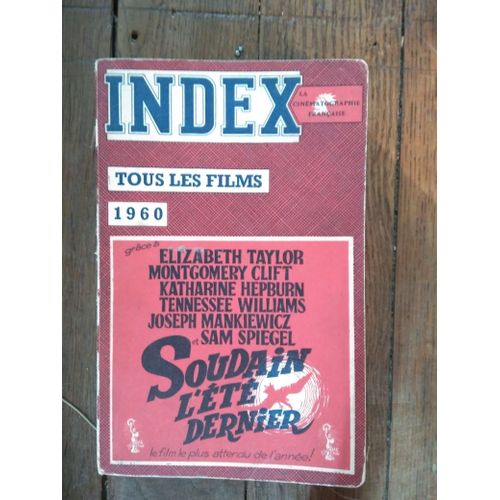 INDEX
LA
CINÉMATOGRAPHIE
FRANÇAISE
TOUS LES FILMS
1960
grâce à
ELIZABETH TAYLOR
MONTGOMERY CLIFT
KATHARINE HEPBURN
TENNESSEE WILLIAMS
JOSEPH MANKIEWICZ
et SAM SPIEGEL
SOUDAIN
L'ÉTÉ
DERNIER
le film le plus attendu de l'année!